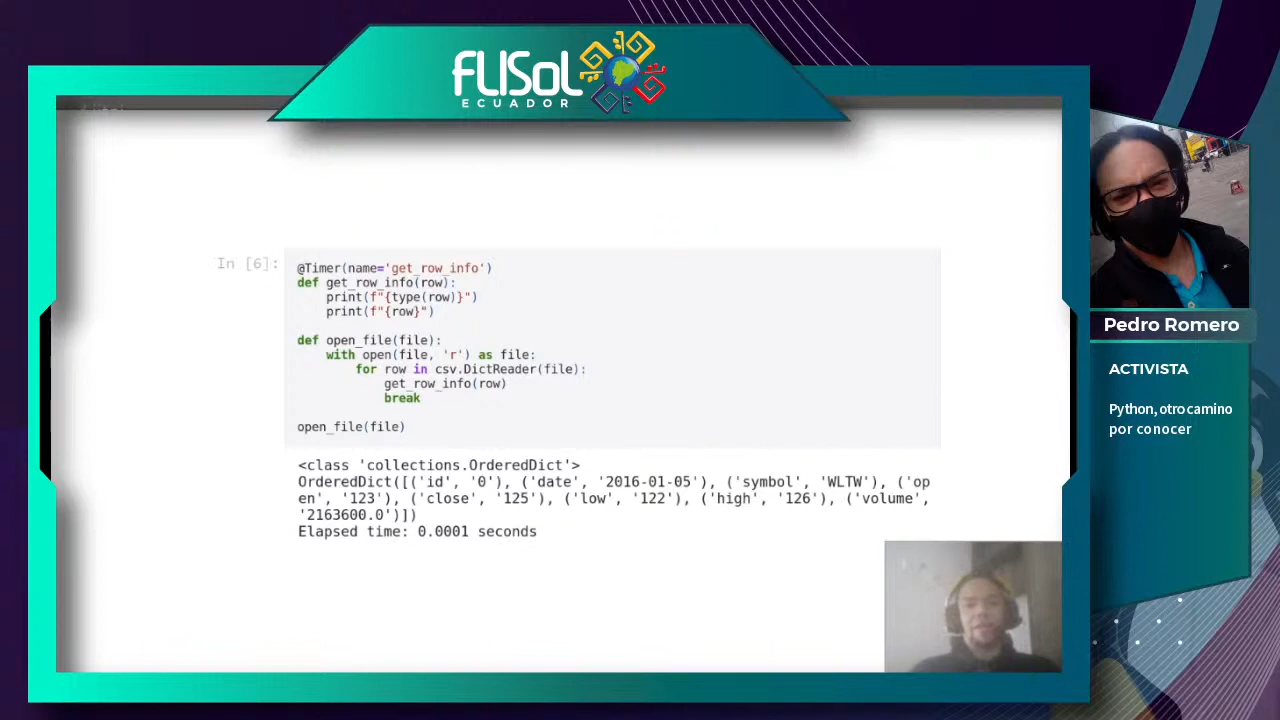 FLISoL
ECUADOR
In [6]:
@Timer(name='get_row_info')
def get_row_info(row):
    print(f"{type(row)}")
    print(f"{row}")
def open_file(file):
    with open(file, 'r') as file:
        for row in csv.DictReader(file):
            get_row_info(row)
            break
open_file(file)
<class 'collections.OrderedDict'>
OrderedDict([('id', '0'), ('date', '2016-01-05'), ('symbol', 'WLTW'), ('op
en', '123'), ('close', '125'), ('low', '122'), ('high', '126'), ('volume',
'2163600.0')])
Elapsed time: 0.0001 seconds
Pedro Romero
ACTIVISTA
Python, otro camino
por conocer